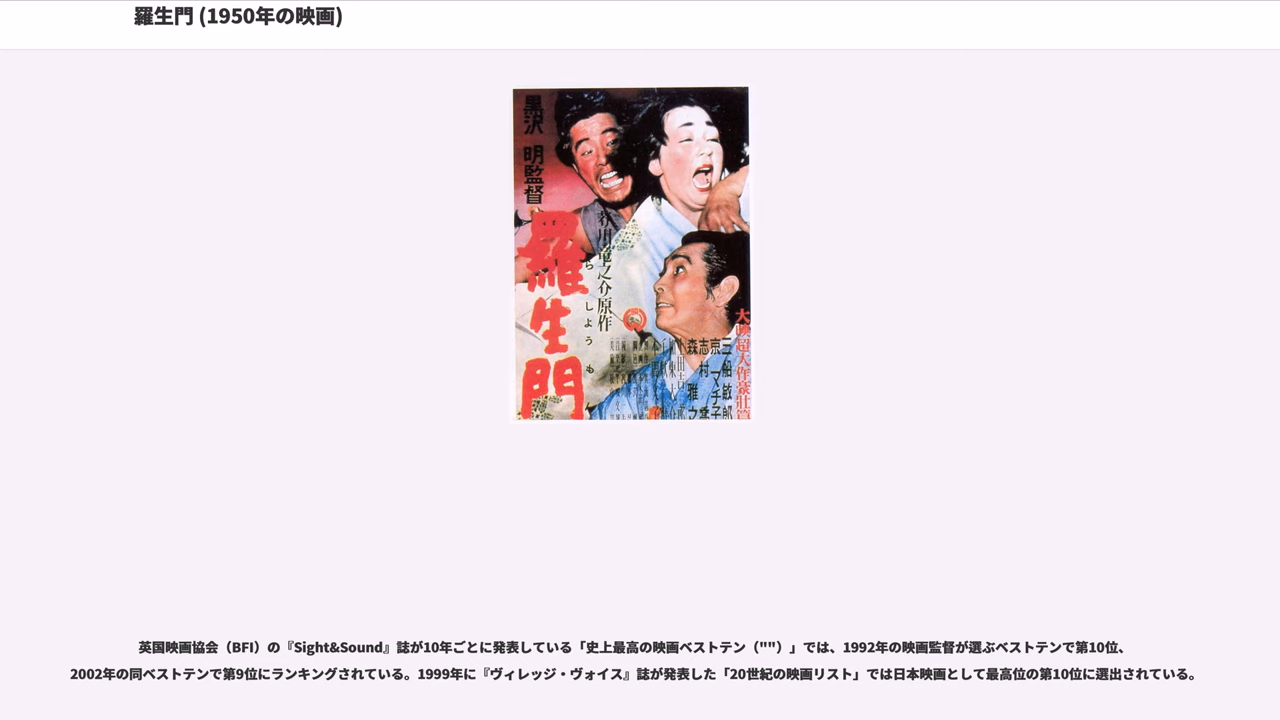 羅生門 (1950年の映画)
黒沢 明監督
芥川竜之介原作
羅生門
らしようもん
三船敏郎
京マチ子
志村喬
森雅之
大映超大作豪壮篇
英国映画協会（BFI）の『Sight&Sound』誌が10年ごとに発表している「史上最高の映画ベストテン（""）」では、1992年の映画監督が選ぶベストテンで第10位、
2002年の同ベストテンで第9位にランキングされている。1999年に『ヴィレッジ・ヴォイス』誌が発表した「20世紀の映画リスト」では日本映画として最高位の第10位に選出されている。